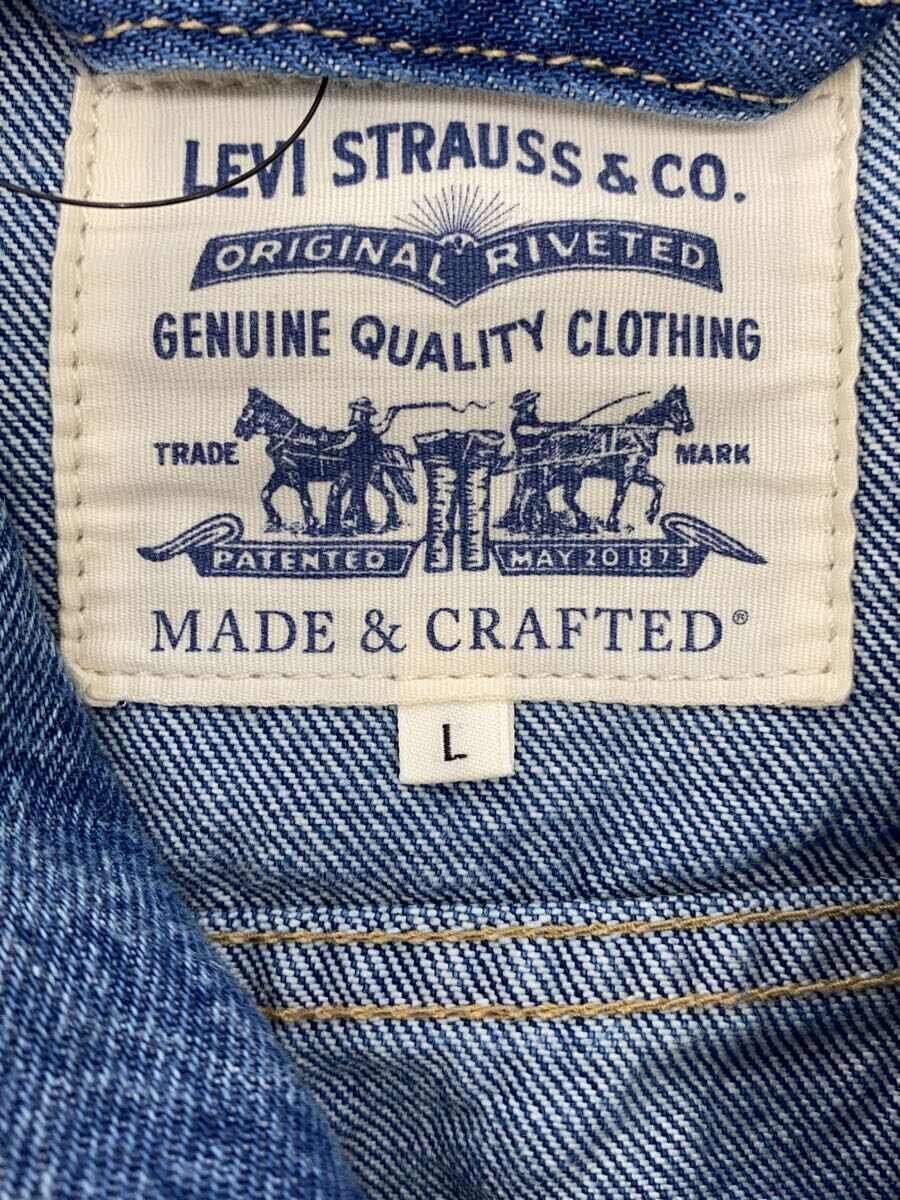 LEVI STRAUSS & CO.
ORIGINAL RIVETED
GENUINE QUALITY CLOTHING
TRADE MARK
PATENTED MAY 20 1873
MADE & CRAFTED®
L